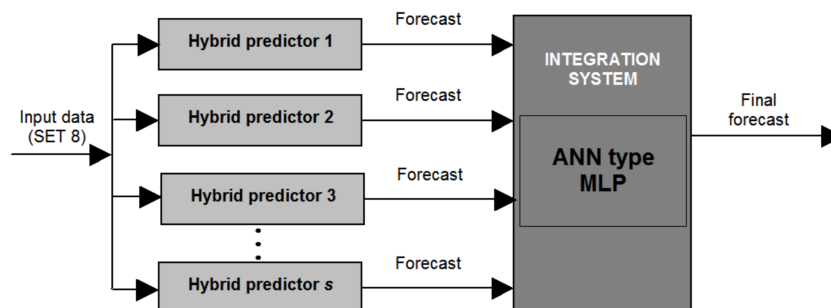 Input data
(SET 8)
Hybrid predictor 1
Forecast
Hybrid predictor 2
Forecast
Hybrid predictor 3
Forecast
Hybrid predictor s
Forecast
INTEGRATION
SYSTEM
ANN type
MLP
Final
forecast